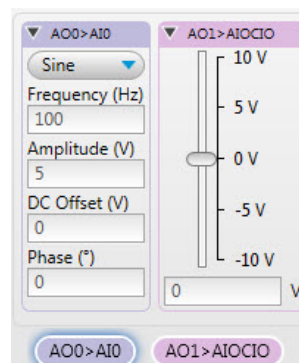 AO0>AI0
Sine
Frequency (Hz)
100
Amplitude (V)
5
DC Offset (V)
0
Phase (°)
0
AO1>AIOCIO
10 V
5 V
0 V
-5 V
-10 V
0 V
AO0>AI0 AO1>AIOCIO